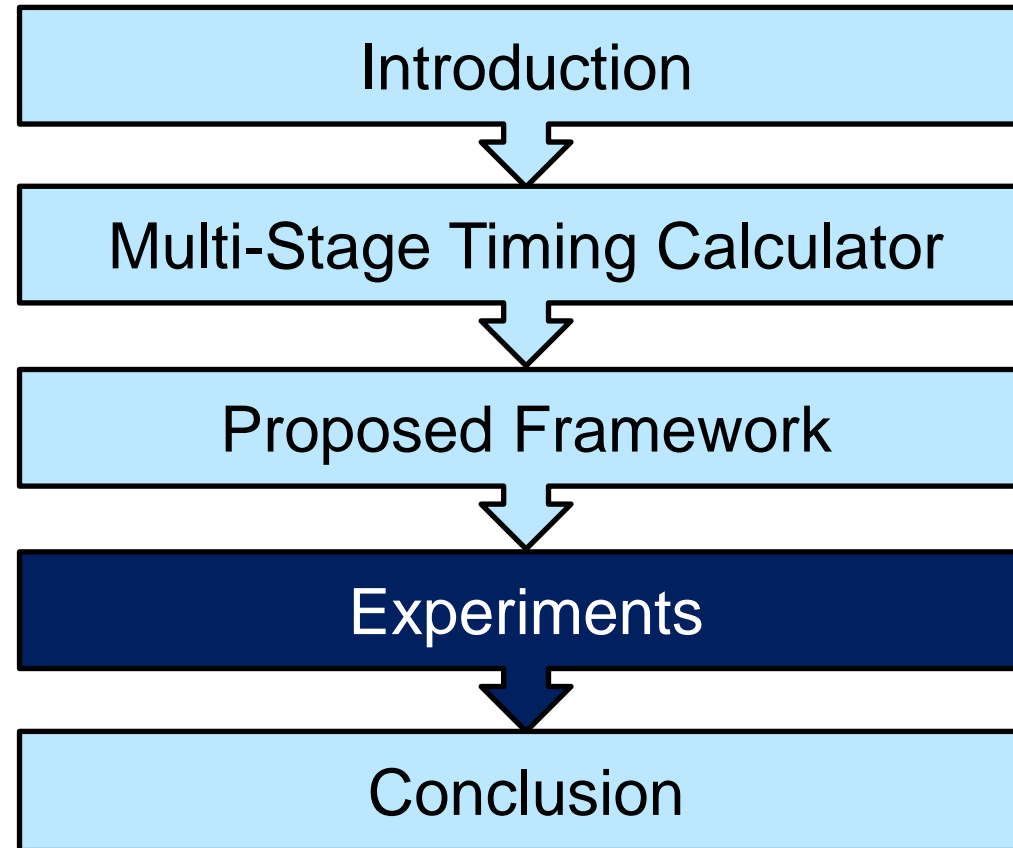 Introduction
Multi-Stage Timing Calculator
Proposed Framework
Experiments
Conclusion